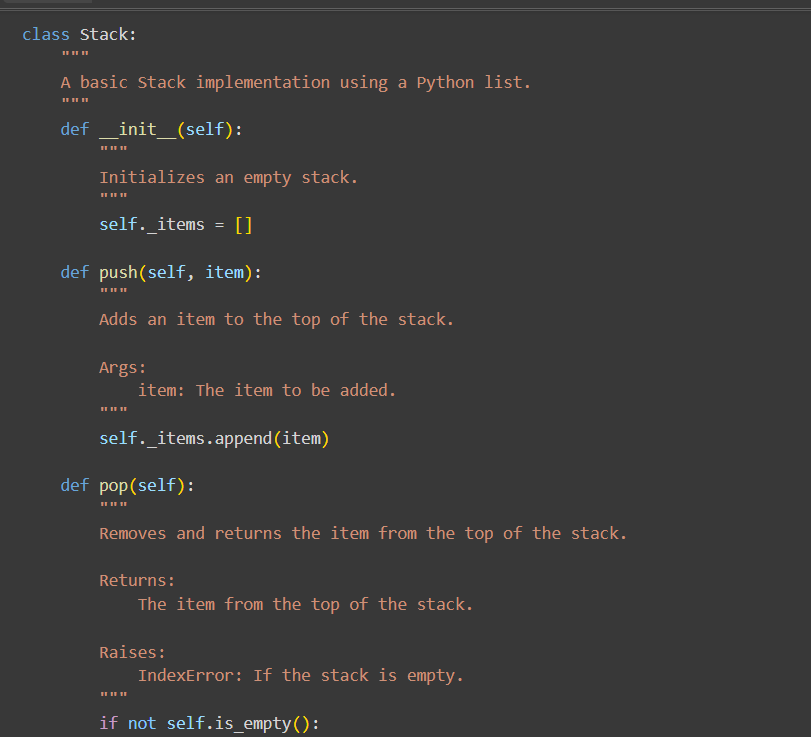 class Stack:
    """
    A basic Stack implementation using a Python list.
    """
    def __init__(self):
        """
        Initializes an empty stack.
        """
        self._items = []

    def push(self, item):
        """
        Adds an item to the top of the stack.

        Args:
            item: The item to be added.
        """
        self._items.append(item)

    def pop(self):
        """
        Removes and returns the item from the top of the stack.

        Returns:
            The item from the top of the stack.

        Raises:
            IndexError: If the stack is empty.
        """
        if not self.is_empty():